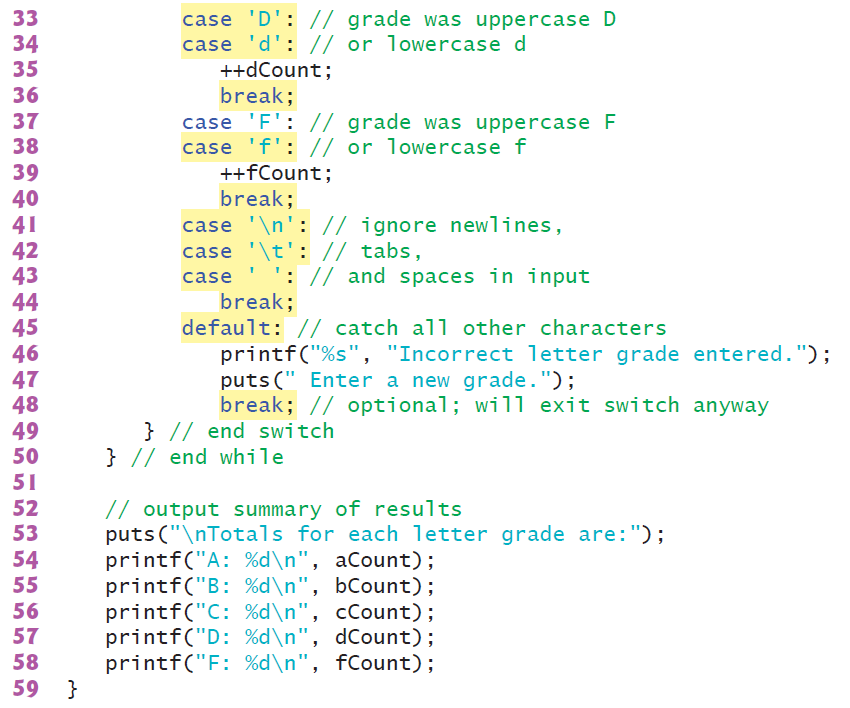 33 case 'D': // grade was uppercase D
34 case 'd': // or lowercase d
35 ++dCount;
36 break;
37 case 'F': // grade was uppercase F
38 case 'f': // or lowercase f
39 ++fCount;
40 break;
41 case '\n': // ignore newlines,
42 case '\t': // tabs,
43 case ' ': // and spaces in input
44 break;
45 default: // catch all other characters
46 printf("%s", "Incorrect letter grade entered.");
47 puts(" Enter a new grade.");
48 break; // optional; will exit switch anyway
49 } // end switch
50 } // end while
51
52 // output summary of results
53 puts("\nTotals for each letter grade are:");
54 printf("A: %d\n", aCount);
55 printf("B: %d\n", bCount);
56 printf("C: %d\n", cCount);
57 printf("D: %d\n", dCount);
58 printf("F: %d\n", fCount);
59 }